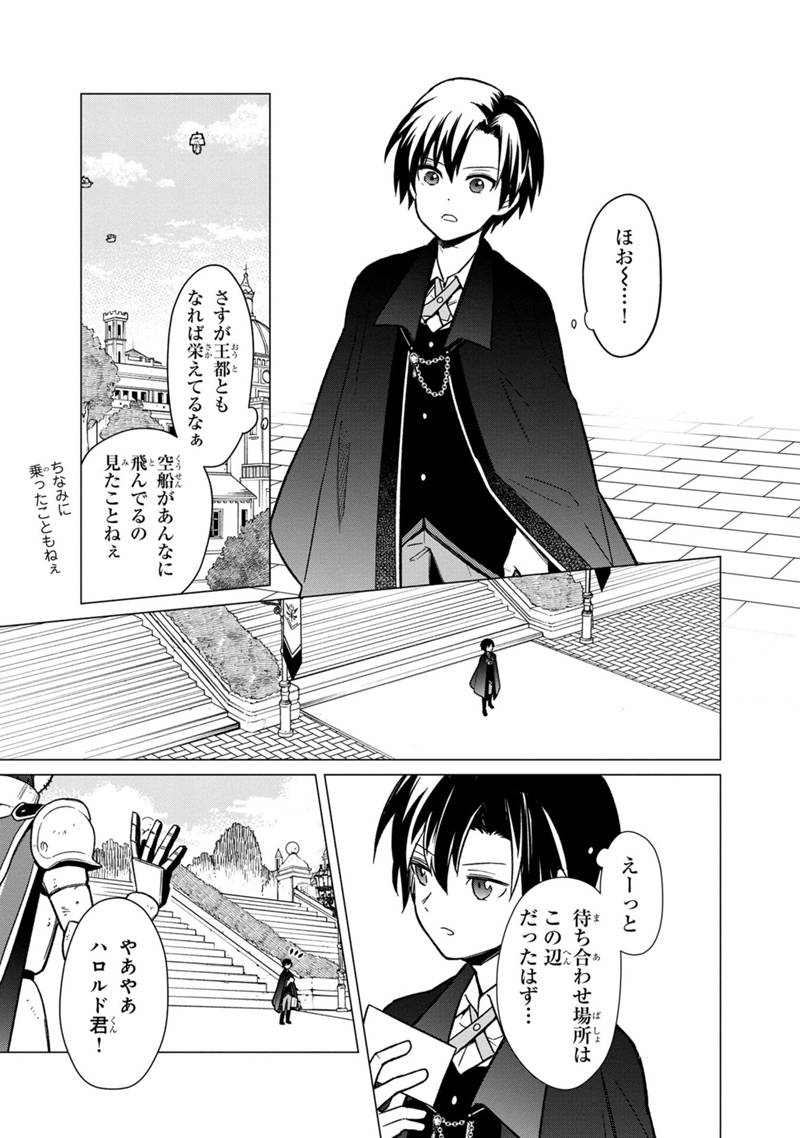 ほお〜……！
さすが王都とも
なれば栄えてるなぁ
空船があんなに
飛んでるの
見たことねぇ
ちなみに
乗ったこともねぇ
えーっと
待ち合わせ場所は
この辺
だったはず…
やあやあ
ハロルド君！